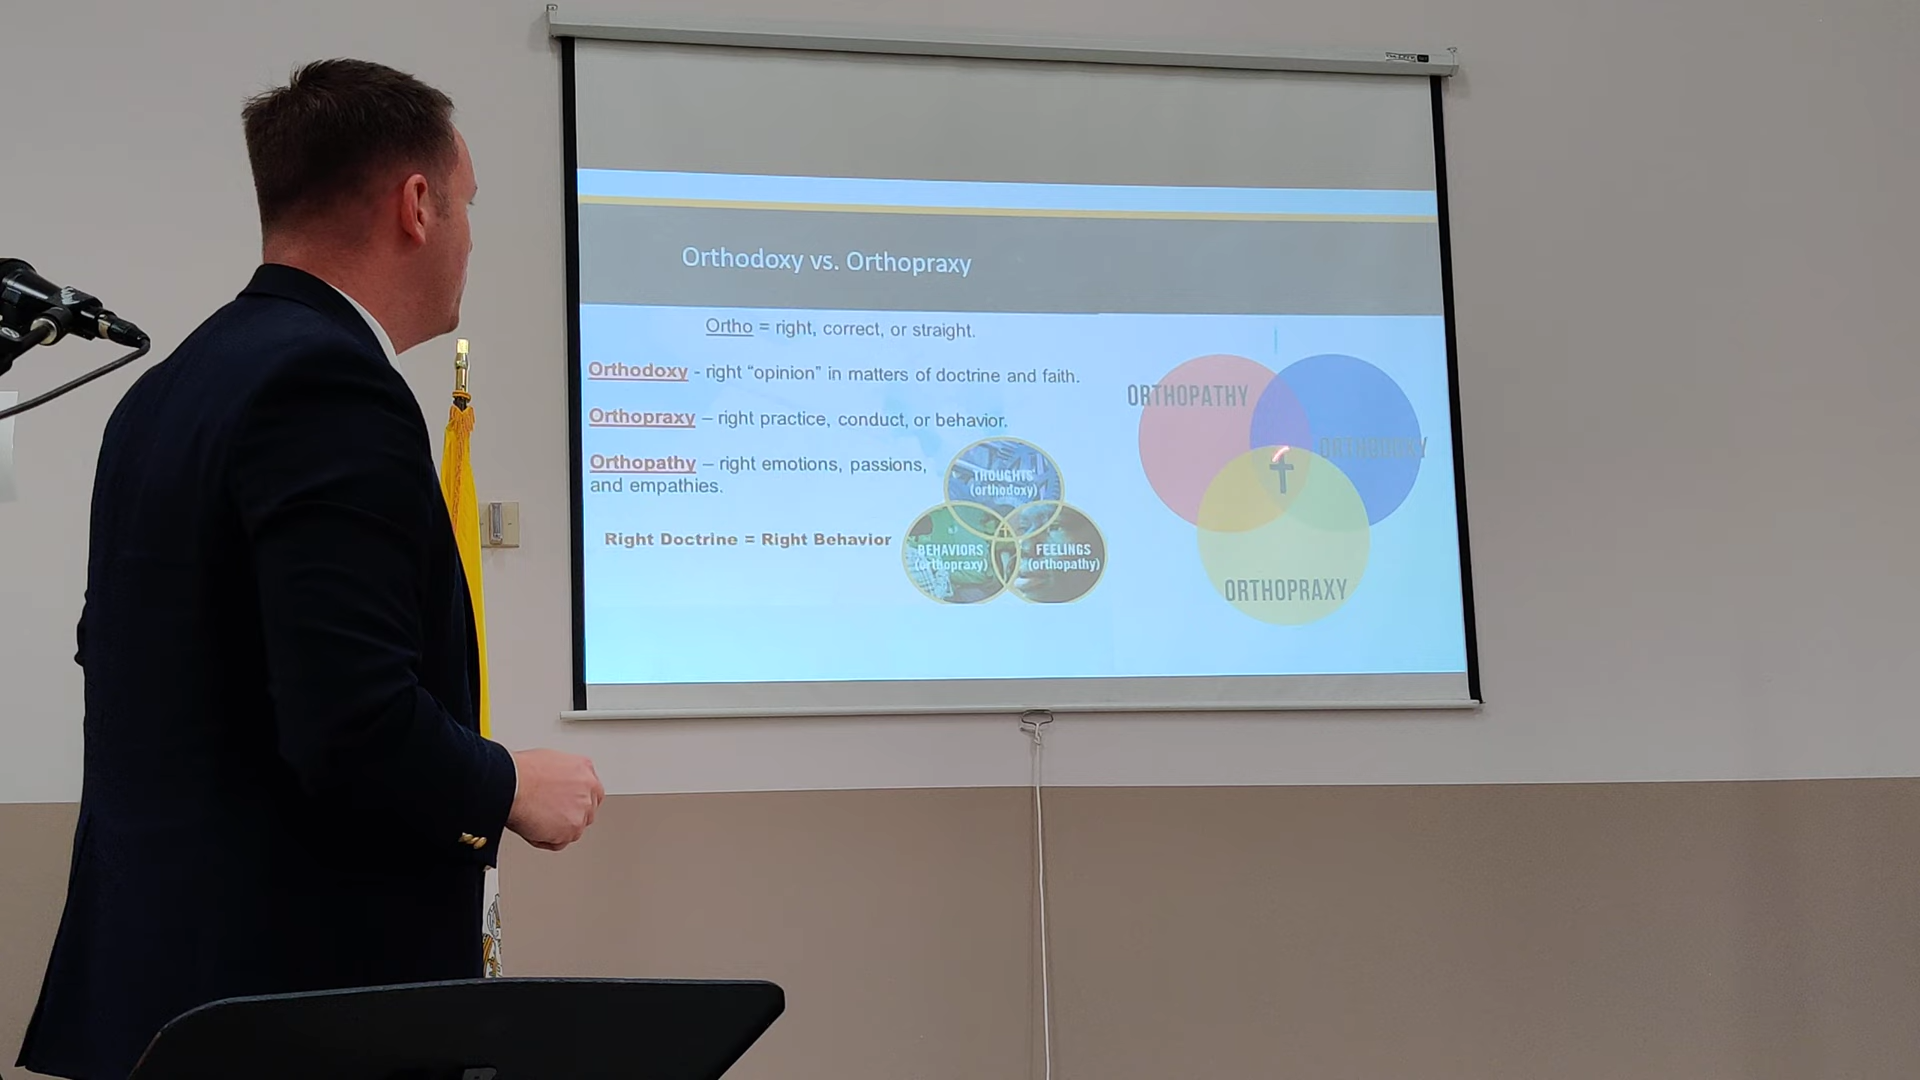 Orthodoxy vs. Orthopraxy
Ortho = right, correct, or straight.
Orthodoxy - right “opinion” in matters of doctrine and faith.
Orthopraxy – right practice, conduct, or behavior.
Orthopathy – right emotions, passions,
and empathies.
Right Doctrine = Right Behavior
THOUGHTS
(orthodoxy)
BEHAVIORS
(orthopraxy)
FEELINGS
(orthopathy)
ORTHOPATHY
ORTHODOXY
ORTHOPRAXY